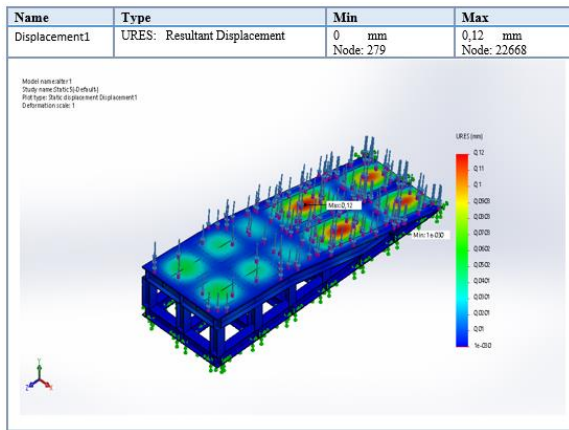 Name Type Min Max
Displacement1 URES: Resultant Displacement 0 mm 0,12 mm
Node: 279 Node: 22668
Model name:alter1
Study name:Static 5(-Default-)
Plot type: Static displacement Displacement1
Deformation scale: 1
URES (mm)
0,12
0,1
Max:0,12
0,01
Y
Z X